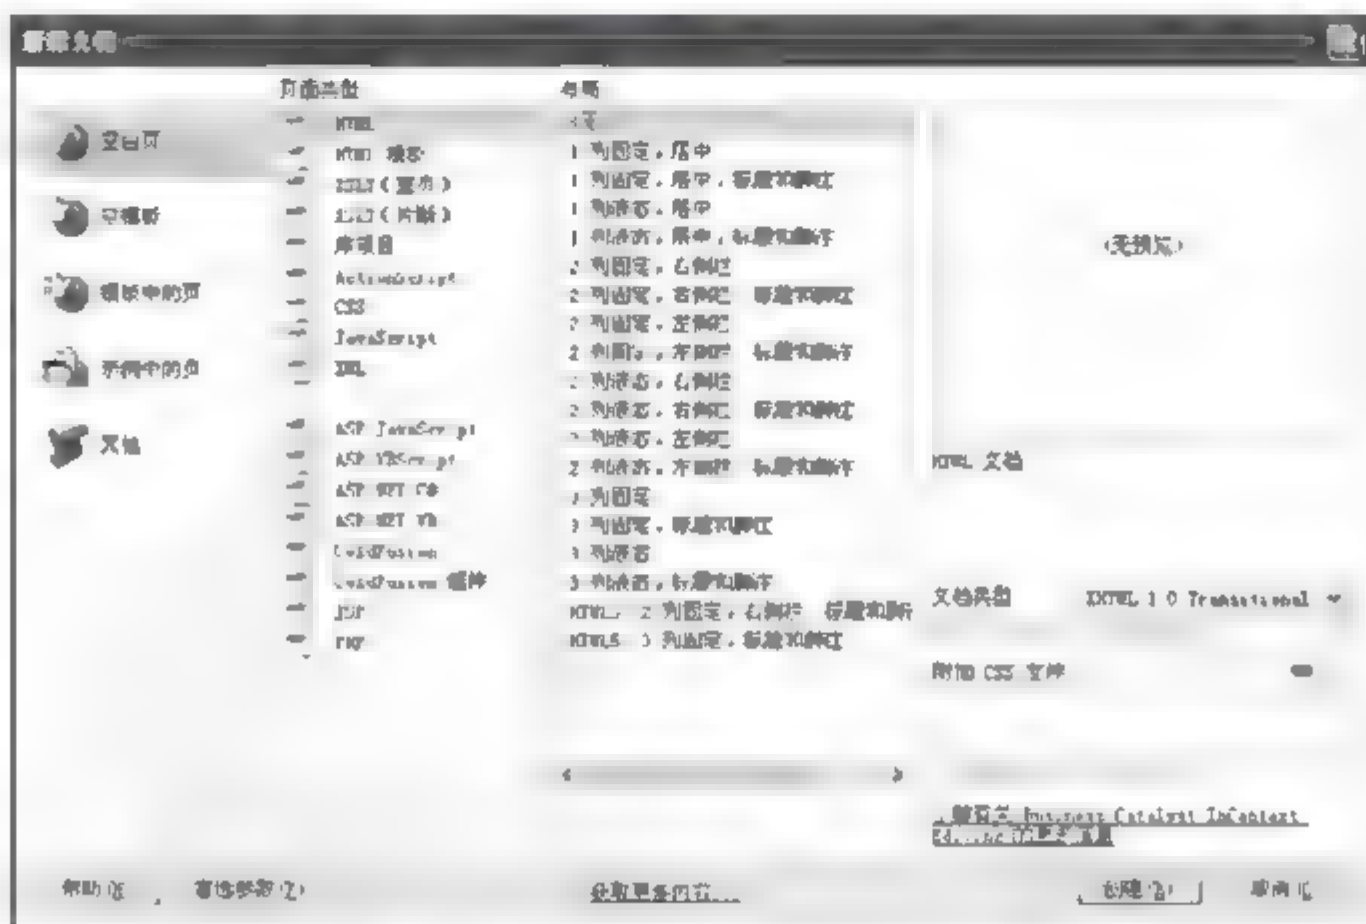 新建文档
空白页
空模板
模板中的页
示例中的页
其他
页面类型
HTML
HTML 模板
XSLT(整页)
XSLT(片断)
库项目
ActionScript
CSS
JavaScript
XML
ASP JavaScript
ASP VBScript
ASP.NET C#
ASP.NET VB
ColdFusion
ColdFusion 组件
JSP
PHP
布局
<无>
1 列固定,居中
1 列固定,居中,标题和脚注
1 列液态,居中
1 列液态,居中,标题和脚注
2 列固定,右侧栏
2 列固定,右侧栏、标题和脚注
2 列固定,左侧栏
2 列固定,左侧栏、标题和脚注
2 列液态,右侧栏
2 列液态,右侧栏、标题和脚注
2 列液态,左侧栏
2 列液态,左侧栏、标题和脚注
3 列固定
3 列固定,标题和脚注
3 列液态
3 列液态,标题和脚注
HTML5: 2 列固定,右侧栏、标题和脚
HTML5: 3 列固定,标题和脚注
<无预览>
HTML 文档
文档类型
XHTML 1.0 Transitional
附加 CSS 文件
Business Catalyst InContext
帮助(H)
首选参数(P)
获取更多内容...
创建(R)
取消(C)